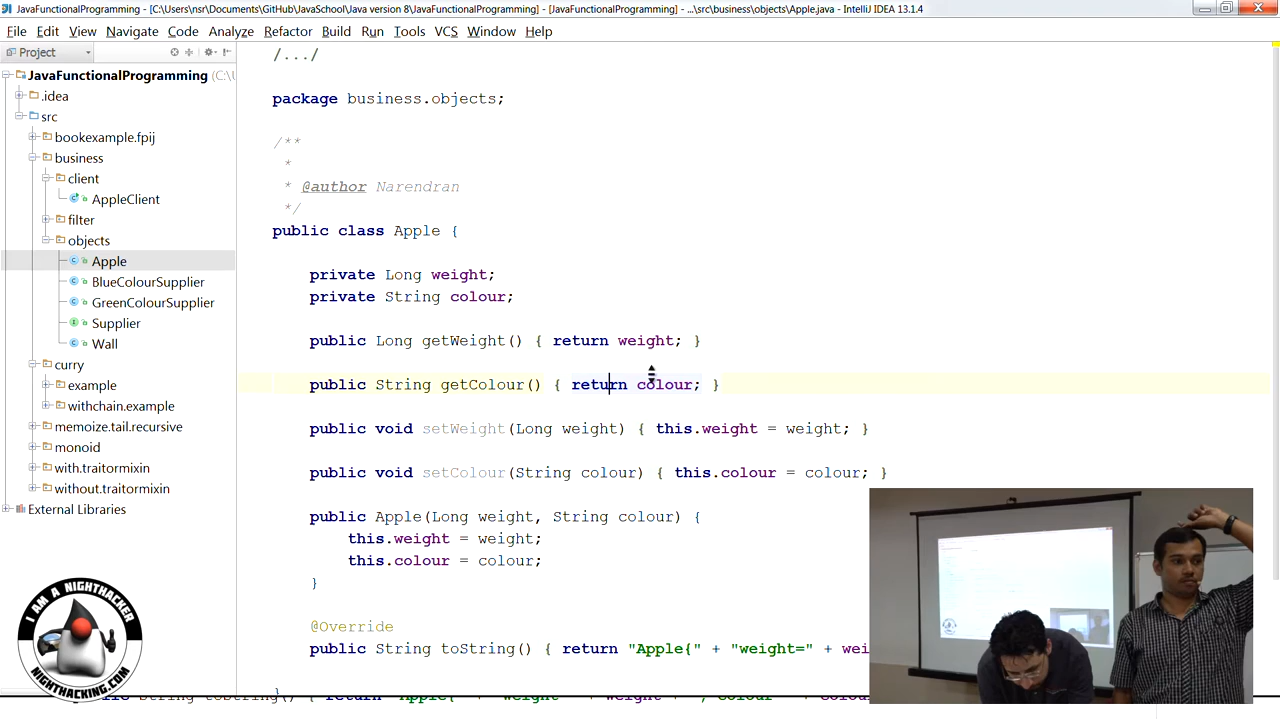 JavaFunctionalProgramming - [C:\Users\nsr\Documents\GitHub\JavaSchool\Java version 8\JavaFunctionalProgramming] - [JavaFunctionalProgramming] - ...\src\business\objects\Apple.java - IntelliJ IDEA 13.1.4
File Edit View Navigate Code Analyze Refactor Build Run Tools VCS Window Help
Project
JavaFunctionalProgramming (C:\U
.idea
src
bookexample.fpij
business
client
AppleClient
filter
objects
Apple
BlueColourSupplier
GreenColourSupplier
Supplier
Wall
curry
example
withchain.example
memoize.tail.recursive
monoid
with.traitormixin
without.traitormixin
External Libraries
/.../
package business.objects;
/**
*
* @author Narendran
*/
public class Apple {
private Long weight;
private String colour;
public Long getWeight() { return weight; }
public String getColour() { return colour; }
public void setWeight(Long weight) { this.weight = weight; }
public void setColour(String colour) { this.colour = colour; }
public Apple(Long weight, String colour) {
this.weight = weight;
this.colour = colour;
}
@Override
public String toString() { return "Apple{" + "weight=" + wei
}
I AM A NIGHTHACKER
NIGHTHACKING.COM